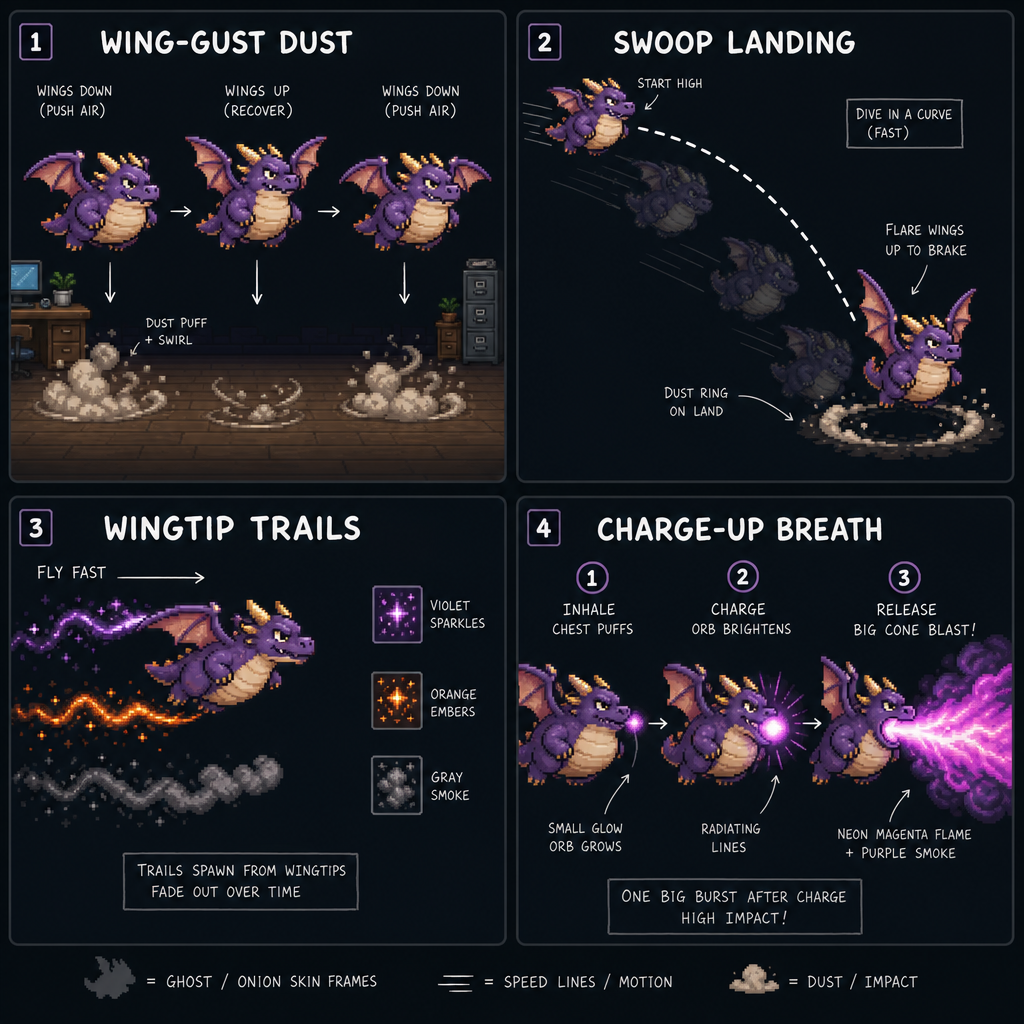 1
WING-GUST DUST
WINGS DOWN
(PUSH AIR)
WINGS UP
(RECOVER)
WINGS DOWN
(PUSH AIR)
DUST PUFF
+ SWIRL
2
SWOOP LANDING
START HIGH
DIVE IN A CURVE
(FAST)
FLARE WINGS
UP TO BRAKE
DUST RING
ON LAND
3
WINGTIP TRAILS
FLY FAST
VIOLET
SPARKLES
ORANGE
EMBERS
GRAY
SMOKE
TRAILS SPAWN FROM WINGTIPS
FADE OUT OVER TIME
4
CHARGE-UP BREATH
1
INHALE
CHEST PUFFS
2
CHARGE
ORB BRIGHTENS
3
RELEASE
BIG CONE BLAST!
SMALL GLOW
ORB GROWS
RADIATING
LINES
NEON MAGENTA FLAME
+ PURPLE SMOKE
ONE BIG BURST AFTER CHARGE
HIGH IMPACT!
= GHOST / ONION SKIN FRAMES
= SPEED LINES / MOTION
= DUST / IMPACT